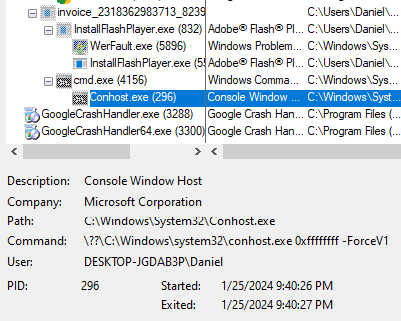 invoice_2318362983713_8239 C:\Users\Daniel\
InstallFlashPlayer.exe (832) Adobe® Flash® Pl... C:\Users\Daniel\
WerFault.exe (5896) Windows Problem... C:\Windows\Sys
InstallFlashPlayer.exe (5 Adobe® Flash® Pl... C:\Users\Daniel\
cmd.exe (4156) Windows Comma... C:\Windows\Syst
Conhost.exe (296) Console Window ... C:\Windows\Syst...
GoogleCrashHandler.exe (3288) Google Crash Han... C:\Program Files (
GoogleCrashHandler64.exe (3300) Google Crash Han... C:\Program Files (
Description: Console Window Host
Company: Microsoft Corporation
Path: C:\Windows\System32\Conhost.exe
Command: \??\C:\Windows\system32\conhost.exe 0xffffffff -ForceV1
User: DESKTOP-JGDAB3P\Daniel
PID: 296 Started: 1/25/2024 9:40:26 PM
Exited: 1/25/2024 9:40:27 PM